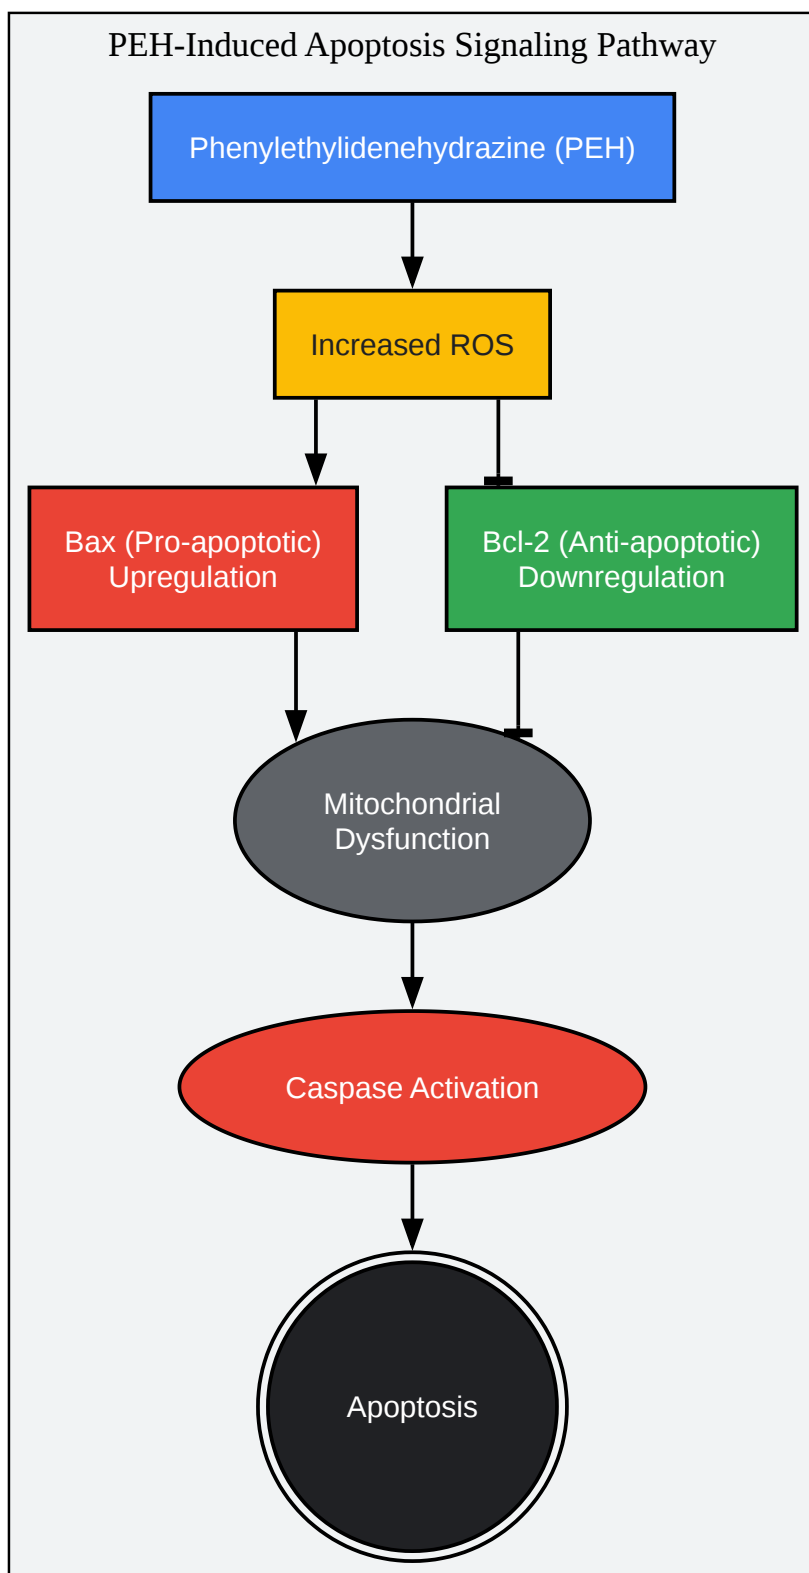 PEH-Induced Apoptosis Signaling Pathway
Phenylethylidenehydrazine (PEH)
Increased ROS
Bax (Pro-apoptotic)
Upregulation
Bcl-2 (Anti-apoptotic)
Downregulation
Mitochondrial
Dysfunction
Caspase Activation
Apoptosis